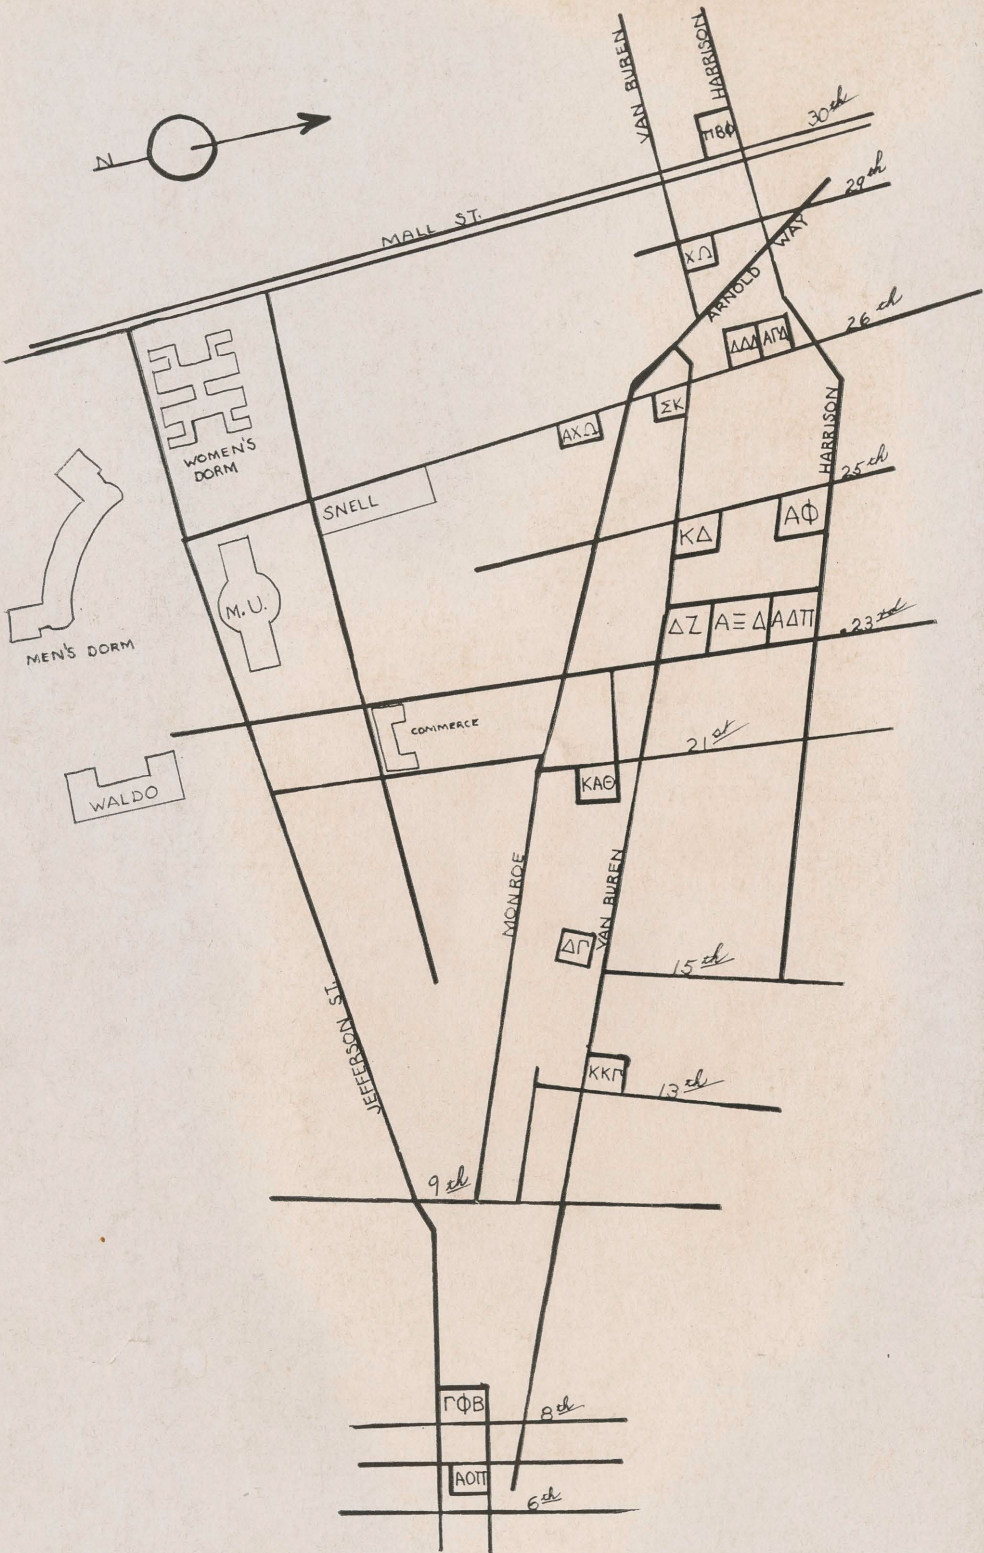 VAN BUREN
HARRISON
N
ΠΒΦ
30th
29th
MALL ST.
ΧΩ
ARNOLD WAY
26th
ΔΔΔ
ΑΓΔ
WOMEN'S
DORM
ΑΧΩ
ΣΚ
HARRISON
25th
SNELL
ΚΔ
ΑΦ
M.U.
ΔΖ
ΑΞΔ
ΑΔΠ
23rd
MEN'S DORM
COMMERCE
21st
WALDO
ΚΑΘ
MONROE
VAN BUREN
ΔΓ
15th
JEFFERSON ST.
ΚΚΓ
13th
9th
ΓΦΒ
8th
ΑΟΠ
6th